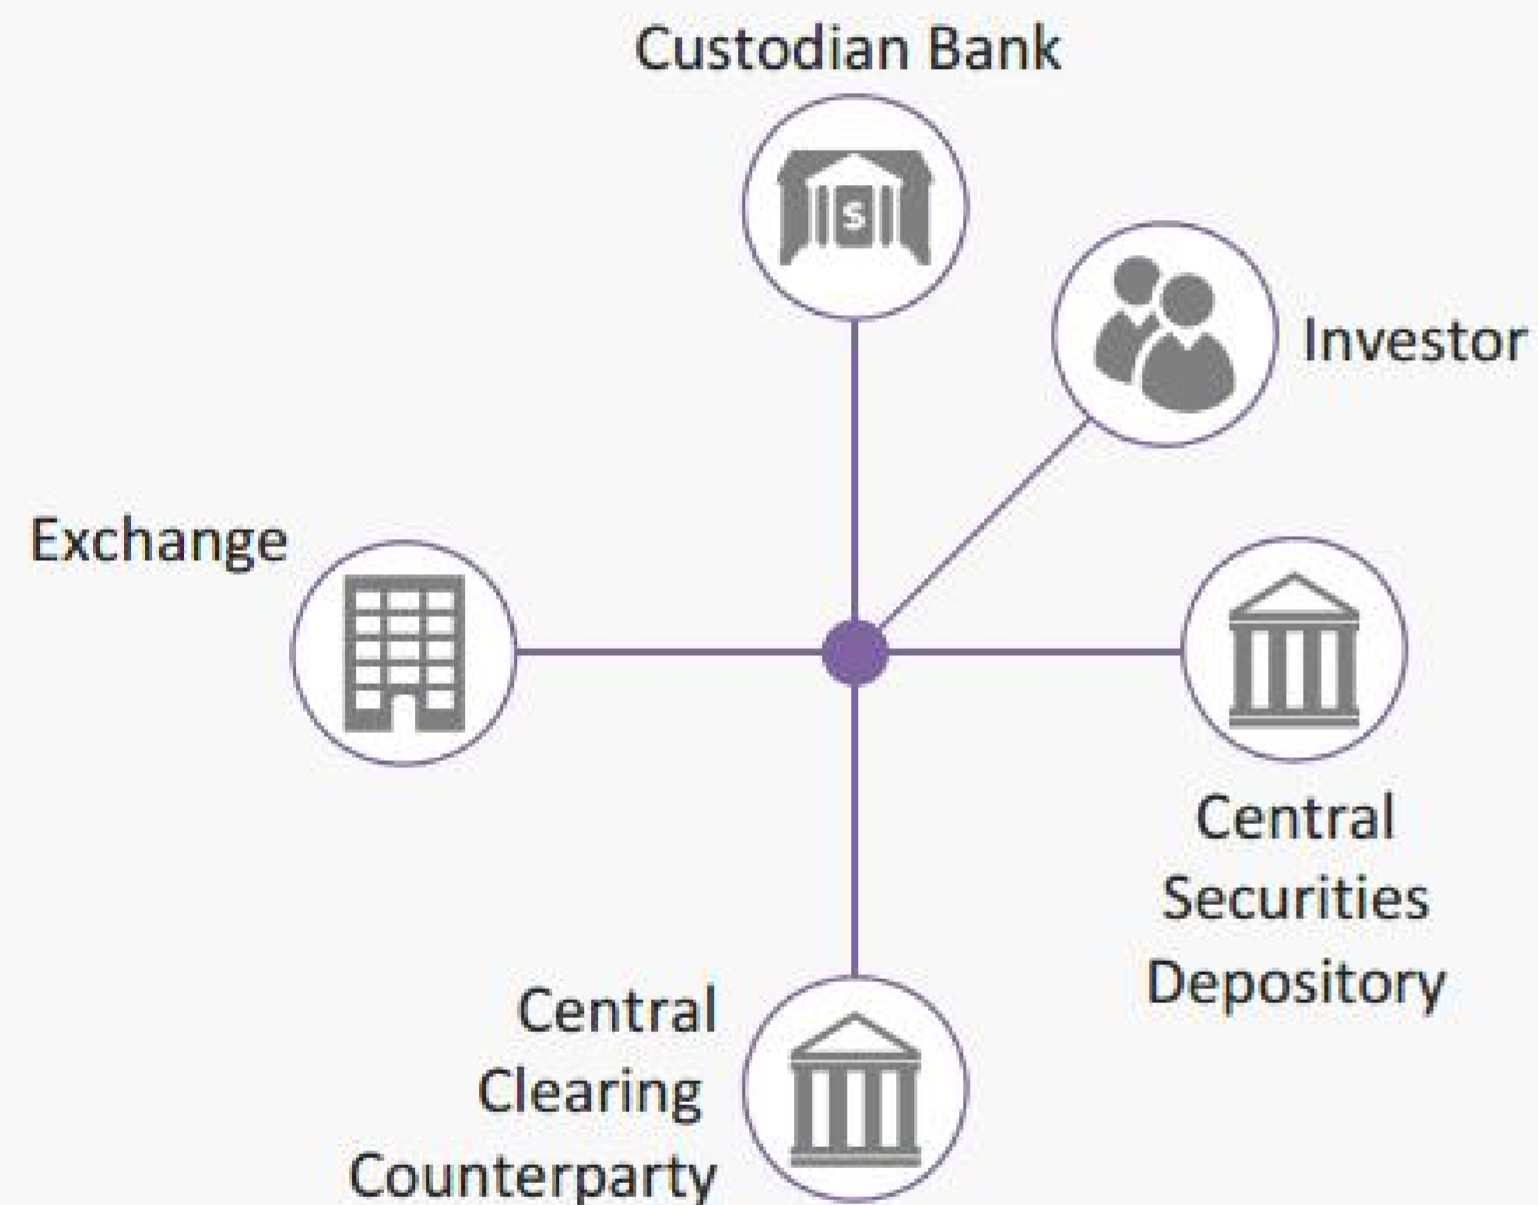 Custodian Bank
$
Investor
Exchange
Central
Securities
Depository
Central
Clearing
Counterparty